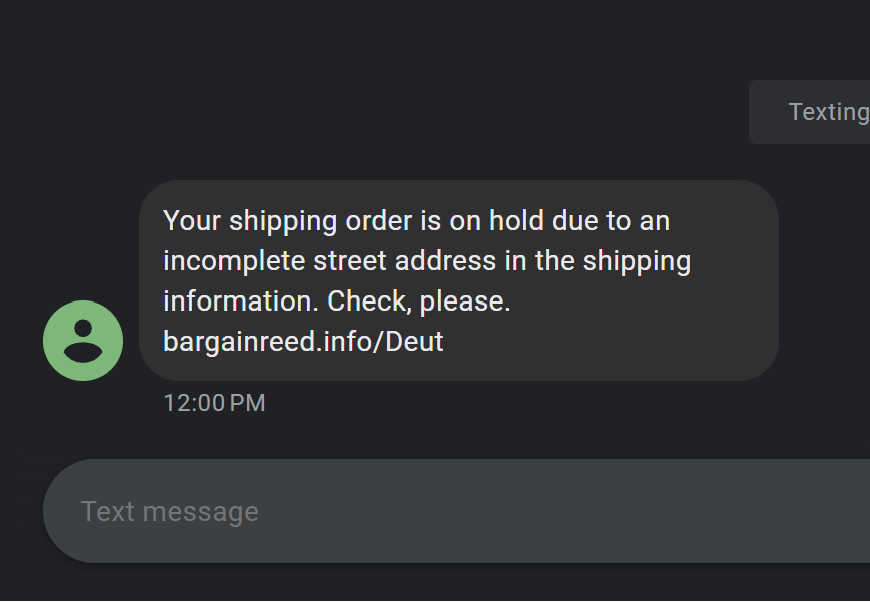 Texting
Your shipping order is on hold due to an
incomplete street address in the shipping
information. Check, please.
bargainreed.info/Deut
12:00 PM
Text message